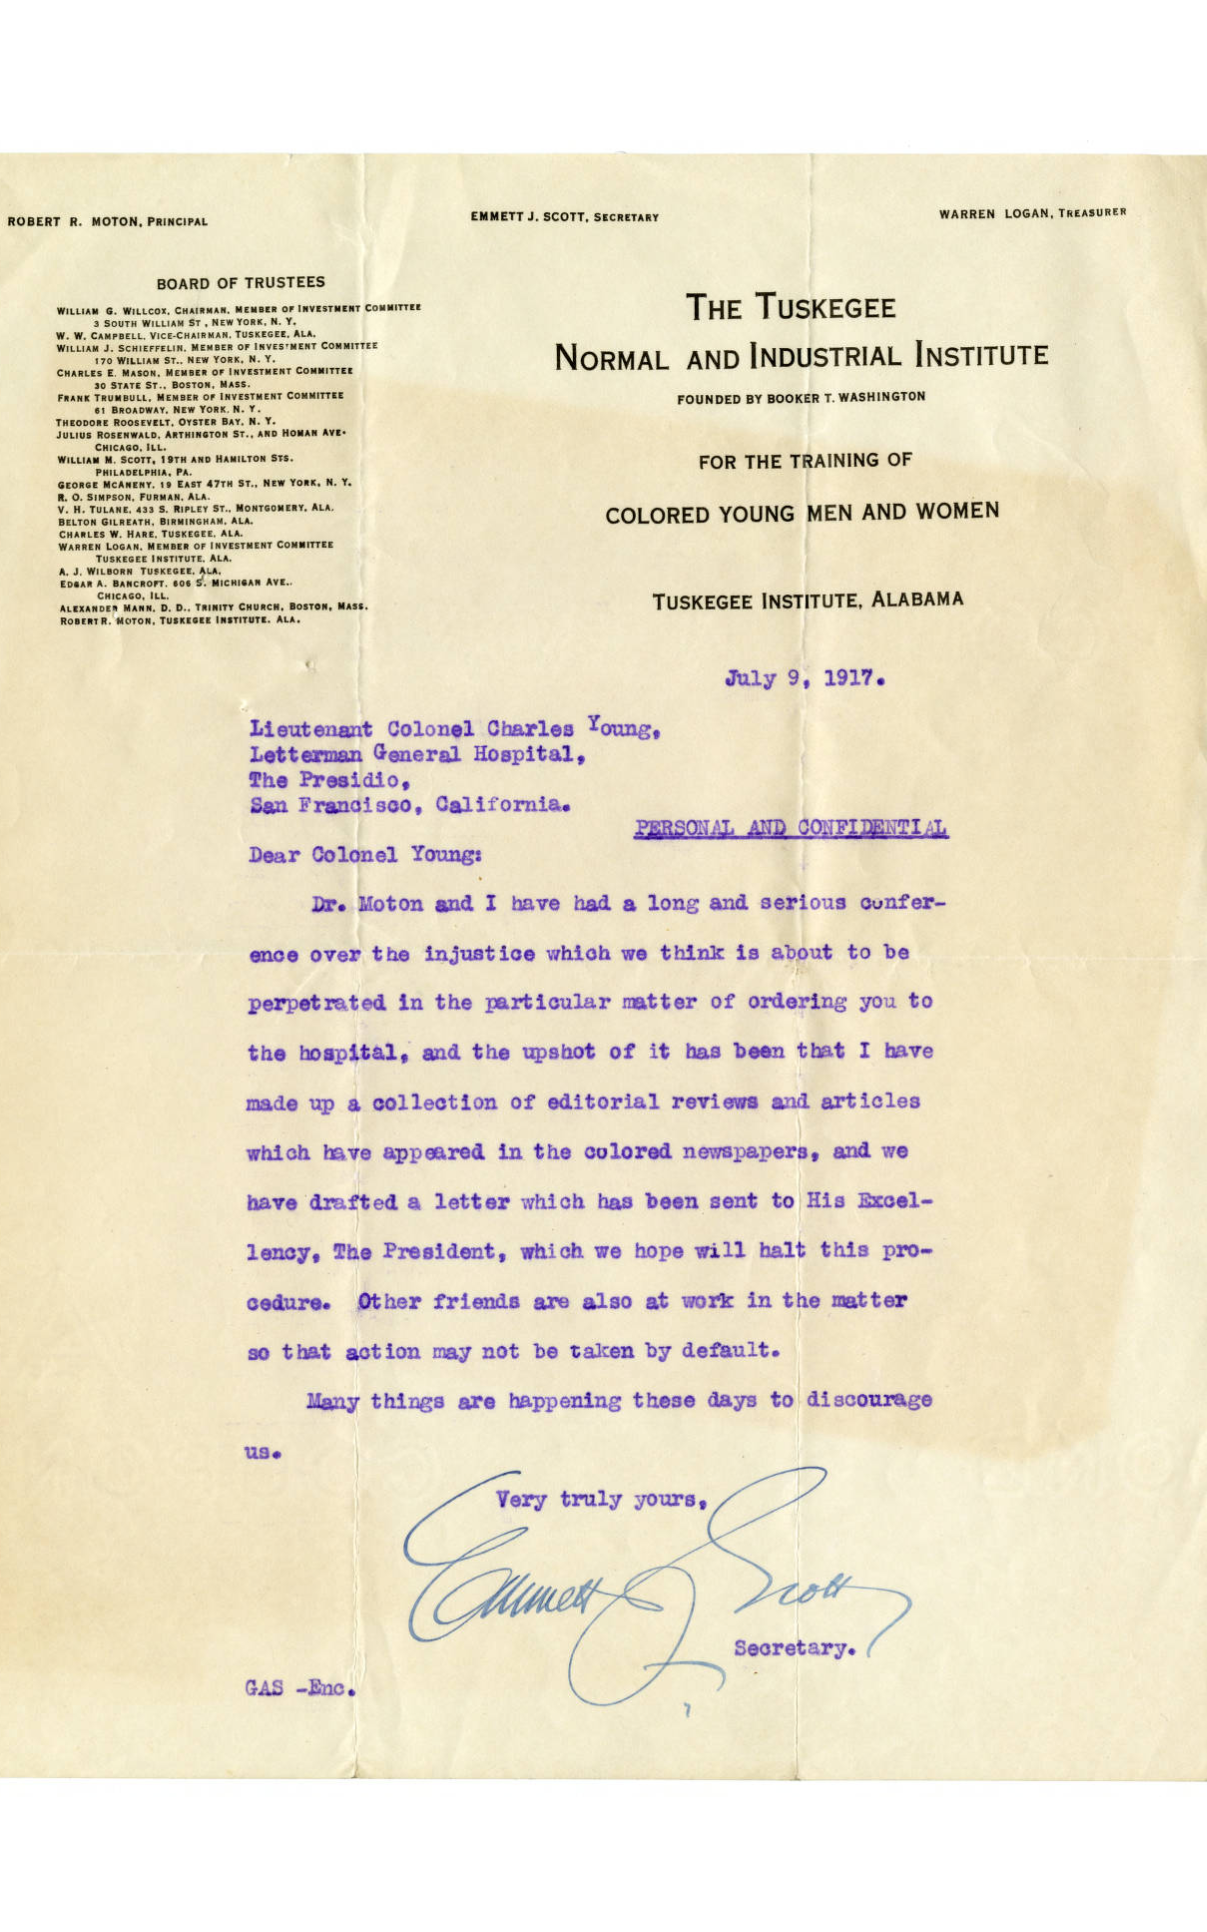 ROBERT R. MOTON, PRINCIPAL
EMMETT J. SCOTT, SECRETARY
WARREN LOGAN, TREASURER
BOARD OF TRUSTEES
WILLIAM G. WILLCOX, CHAIRMAN, MEMBER OF INVESTMENT COMMITTEE
3 SOUTH WILLIAM ST., NEW YORK, N. Y.
W. W. CAMPBELL, VICE-CHAIRMAN, TUSKEGEE, ALA.
WILLIAM J. SCHIEFFELIN, MEMBER OF INVESTMENT COMMITTEE
170 WILLIAM ST., NEW YORK, N. Y.
CHARLES E. MASON, MEMBER OF INVESTMENT COMMITTEE
30 STATE ST., BOSTON, MASS.
FRANK TRUMBULL, MEMBER OF INVESTMENT COMMITTEE
61 BROADWAY, NEW YORK, N. Y.
THEODORE ROOSEVELT, OYSTER BAY, N. Y.
JULIUS ROSENWALD, ARTHINGTON ST., AND HOMAN AVE.
CHICAGO, ILL.
WILLIAM M. SCOTT, 19TH AND HAMILTON STS.
PHILADELPHIA, PA.
GEORGE MCANENY, 19 EAST 47TH ST., NEW YORK, N. Y.
R. O. SIMPSON, FURMAN, ALA.
V. H. TULANE, 433 S. RIPLEY ST., MONTGOMERY, ALA.
BELTON GILREATH, BIRMINGHAM, ALA.
CHARLES W. HARE, TUSKEGEE, ALA.
WARREN LOGAN, MEMBER OF INVESTMENT COMMITTEE
TUSKEGEE INSTITUTE, ALA.
A. J. WILBORN TUSKEGEE, ALA.
EDGAR A. BANCROFT, 606 S. MICHIGAN AVE.,
CHICAGO, ILL.
ALEXANDER MANN, D. D., TRINITY CHURCH, BOSTON, MASS.
ROBERT R. MOTON, TUSKEGEE INSTITUTE, ALA.
THE TUSKEGEE
NORMAL AND INDUSTRIAL INSTITUTE
FOUNDED BY BOOKER T. WASHINGTON
FOR THE TRAINING OF
COLORED YOUNG MEN AND WOMEN
TUSKEGEE INSTITUTE, ALABAMA
July 9, 1917.
Lieutenant Colonel Charles Young,
Letterman General Hospital,
The Presidio,
San Francisco, California.
PERSONAL AND CONFIDENTIAL
Dear Colonel Young:
Dr. Moton and I have had a long and serious confer-
ence over the injustice which we think is about to be
perpetrated in the particular matter of ordering you to
the hospital, and the upshot of it has been that I have
made up a collection of editorial reviews and articles
which have appeared in the colored newspapers, and we
have drafted a letter which has been sent to His Excel-
lency, The President, which we hope will halt this pro-
cedure. Other friends are also at work in the matter
so that action may not be taken by default.
Many things are happening these days to discourage
us.
Very truly yours,
Emmett J Scott
Secretary.
GAS -Enc.